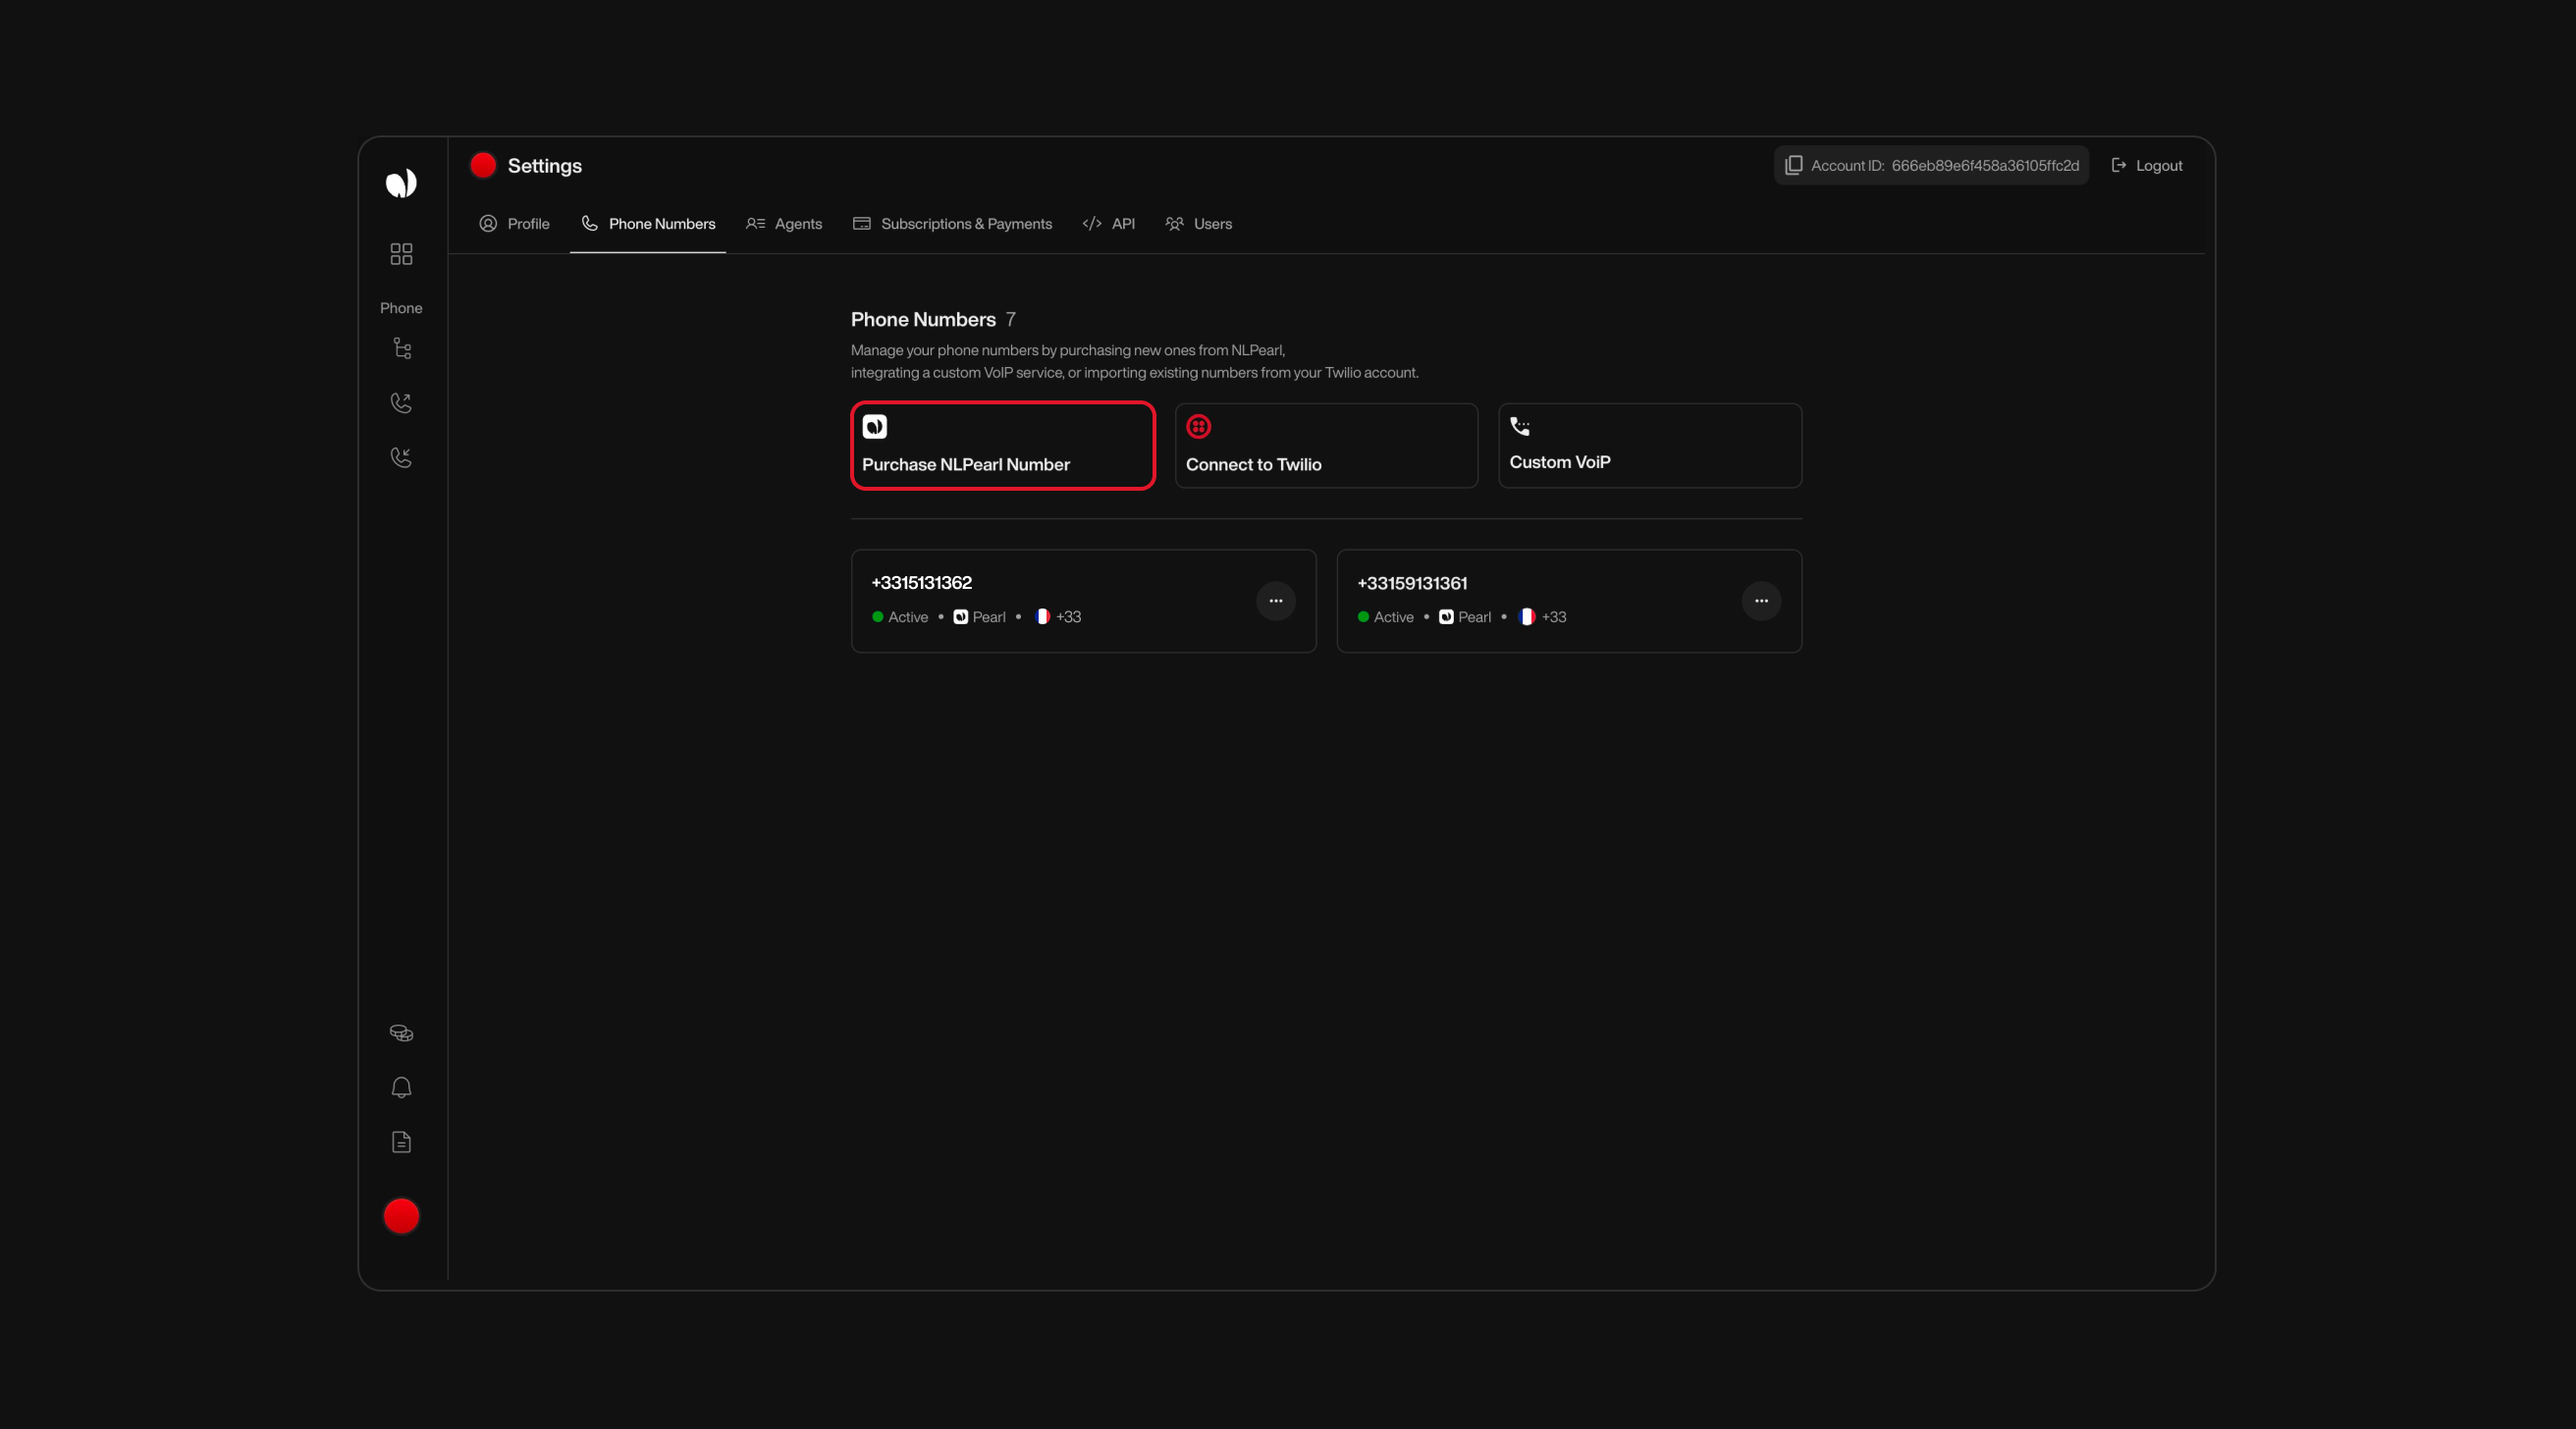 Settings
Account ID: 666eb89e6f458a36105ffc2d
Logout
Profile
Phone Numbers
Agents
Subscriptions & Payments
API
Users
Phone
Phone Numbers 7
Manage your phone numbers by purchasing new ones from NLPearl,
integrating a custom VoIP service, or importing existing numbers from your Twilio account.
Purchase NLPearl Number
Connect to Twilio
Custom VoiP
+3315131362
Active • Pearl • +33
+33159131361
Active • Pearl • +33